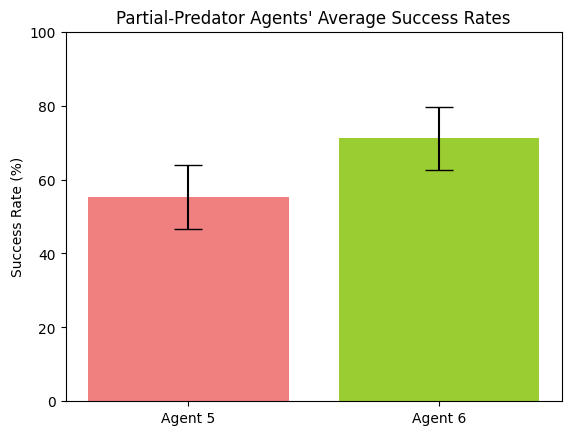 Partial-Predator Agents' Average Success Rates
100
80
60
40
20
0
Success Rate (%)
Agent 5
Agent 6